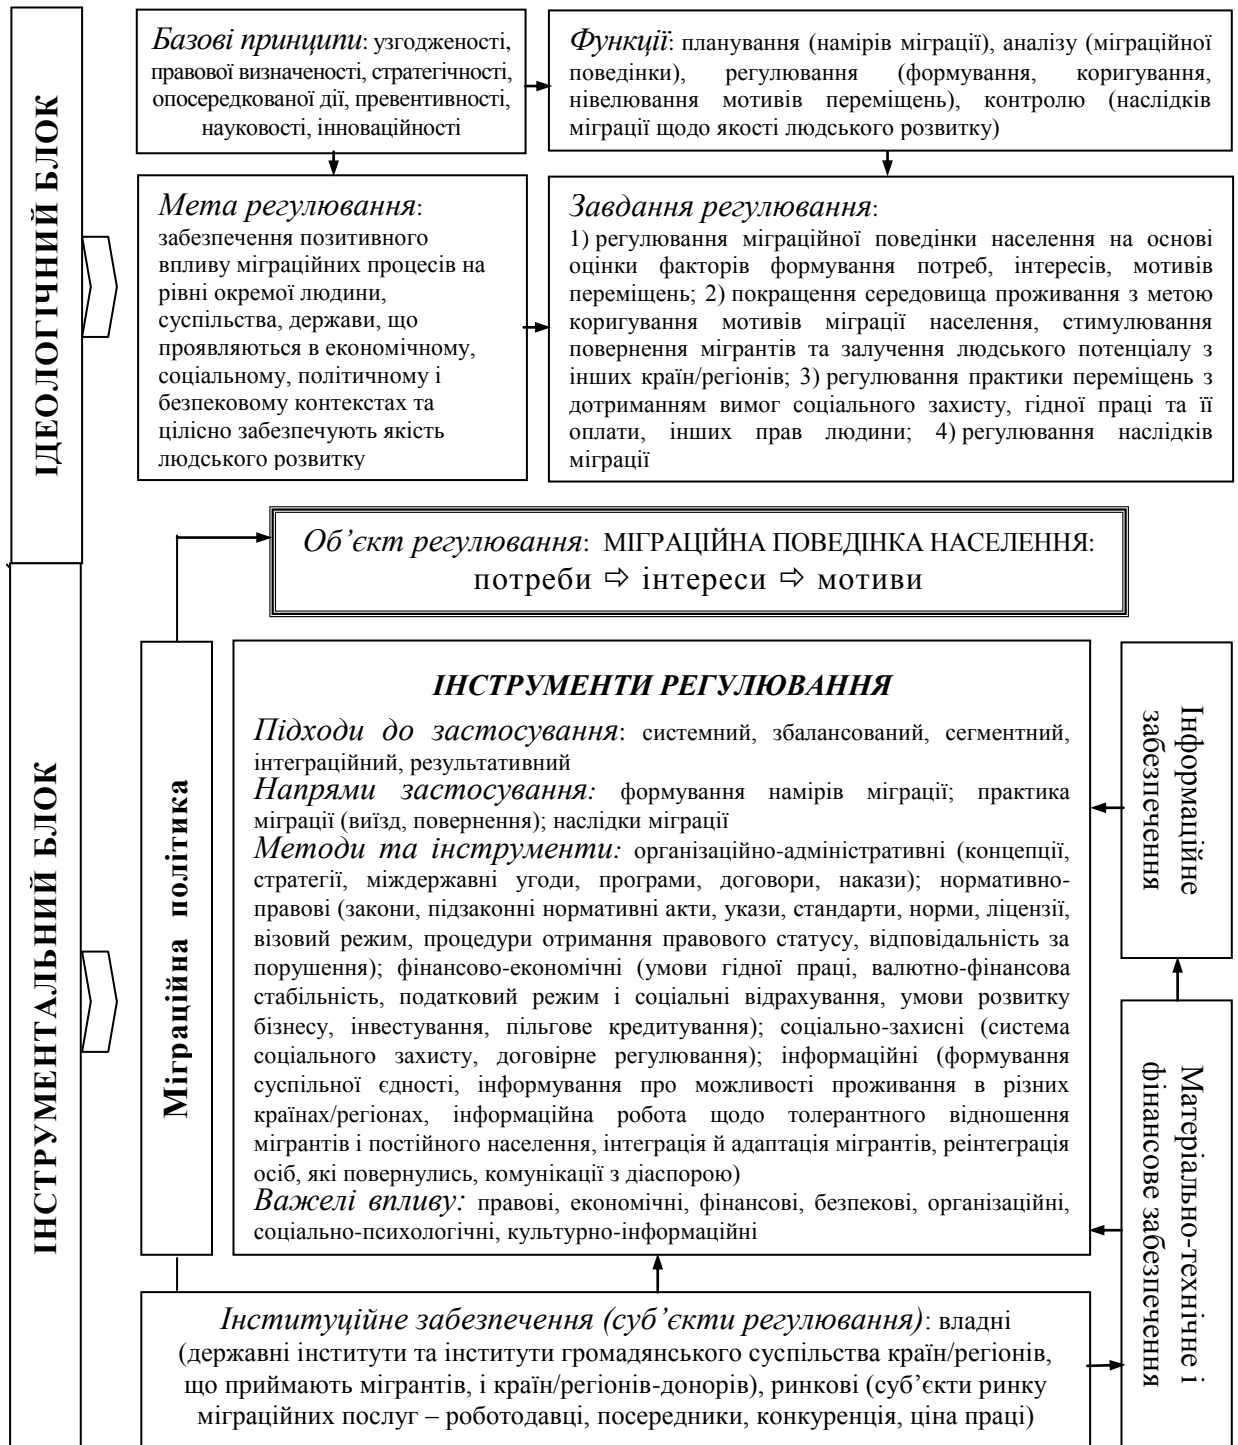 ІДЕОЛОГІЧНИЙ БЛОК
Базові принципи: узгодженості,
правової визначеності, стратегічності,
опосередкованої дії, превентивності,
науковості, інноваційності
Функції: планування (намірів міграції), аналізу (міграційної
поведінки), регулювання (формування, коригування,
нівелювання мотивів переміщень), контролю (наслідків
міграції щодо якості людського розвитку)
Мета регулювання:
забезпечення позитивного
впливу міграційних процесів на
рівні окремої людини,
суспільства, держави, що
проявляються в економічному,
соціальному, політичному і
безпековому контекстах та
цілісно забезпечують якість
людського розвитку
Завдання регулювання:
1) регулювання міграційної поведінки населення на основі
оцінки факторів формування потреб, інтересів, мотивів
переміщень; 2) покращення середовища проживання з метою
коригування мотивів міграції населення, стимулювання
повернення мігрантів та залучення людського потенціалу з
інших країн/регіонів; 3) регулювання практики переміщень з
дотриманням вимог соціального захисту, гідної праці та її
оплати, інших прав людини; 4) регулювання наслідків
міграції
Об’єкт регулювання: МІГРАЦІЙНА ПОВЕДІНКА НАСЕЛЕННЯ:
потреби ⇨ інтереси ⇨ мотиви
ІНСТРУМЕНТАЛЬНИЙ БЛОК
Міграційна політика
ІНСТРУМЕНТИ РЕГУЛЮВАННЯ
Підходи до застосування: системний, збалансований, сегментний,
інтеграційний, результативний
Напрями застосування: формування намірів міграції; практика
міграції (виїзд, повернення); наслідки міграції
Методи та інструменти: організаційно-адміністративні (концепції,
стратегії, міждержавні угоди, програми, договори, накази); нормативно-
правові (закони, підзаконні нормативні акти, укази, стандарти, норми, ліцензії,
візовий режим, процедури отримання правового статусу, відповідальність за
порушення); фінансово-економічні (умови гідної праці, валютно-фінансова
стабільність, податковий режим і соціальні відрахування, умови розвитку
бізнесу, інвестування, пільгове кредитування); соціально-захисні (система
соціального захисту, договірне регулювання); інформаційні (формування
суспільної єдності, інформування про можливості проживання в різних
країнах/регіонах, інформаційна робота щодо толерантного відношення
мігрантів і постійного населення, інтеграція й адаптація мігрантів, реінтеграція
осіб, які повернулись, комунікації з діаспорою)
Важелі впливу: правові, економічні, фінансові, безпекові, організаційні,
соціально-психологічні, культурно-інформаційні
Інформаційне
забезпечення
Матеріально-технічне і
фінансове забезпечення
Інституційне забезпечення (суб’єкти регулювання): владні
(державні інститути та інститути громадянського суспільства країн/регіонів,
що приймають мігрантів, і країн/регіонів-донорів), ринкові (суб’єкти ринку
міграційних послуг – роботодавці, посередники, конкуренція, ціна праці)